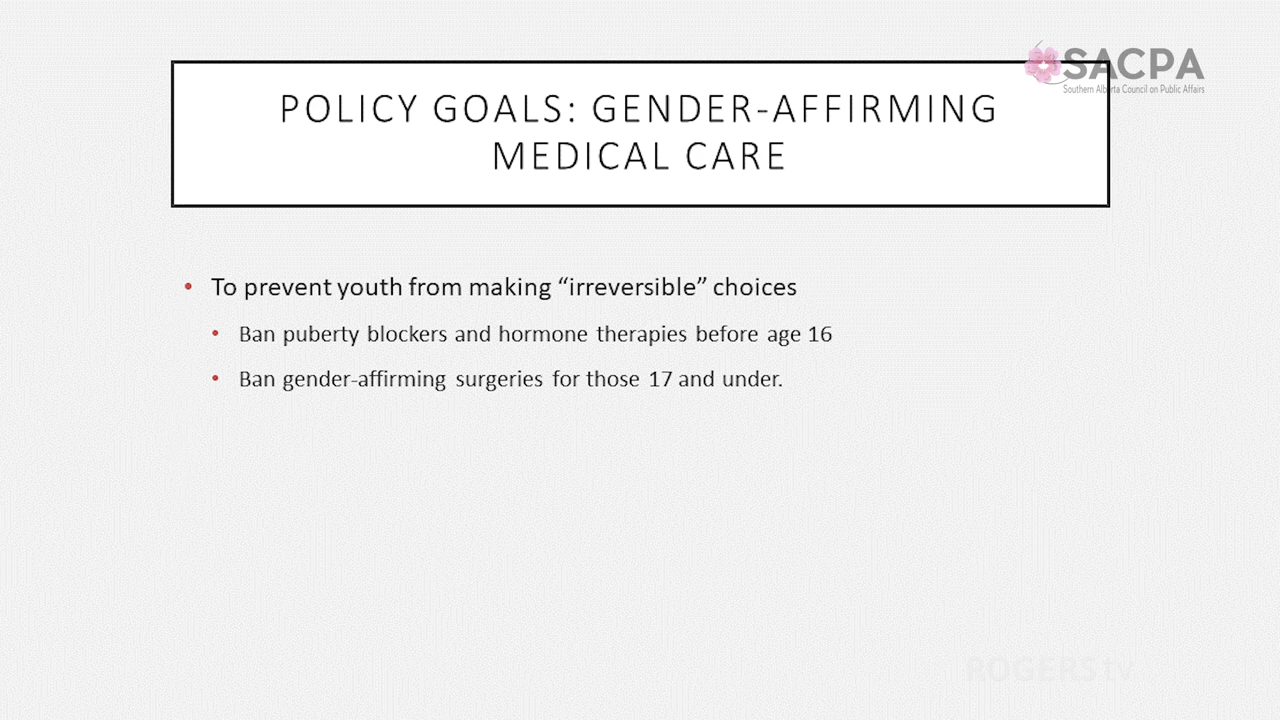 SACPA
Southern Alberta Council on Public Affairs
POLICY GOALS: GENDER-AFFIRMING
MEDICAL CARE
• To prevent youth from making “irreversible” choices
• Ban puberty blockers and hormone therapies before age 16
• Ban gender-affirming surgeries for those 17 and under.
ROGERS tv